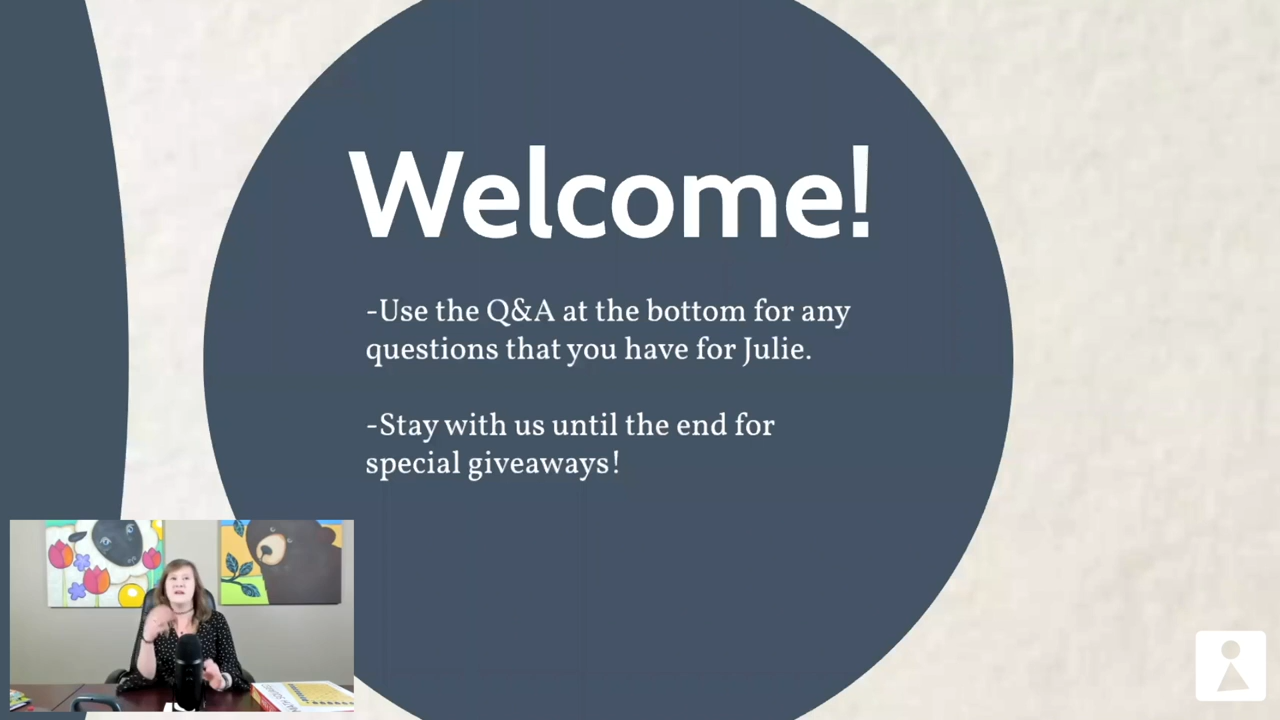 Welcome!
-Use the Q&A at the bottom for any
questions that you have for Julie.
-Stay with us until the end for
special giveaways!